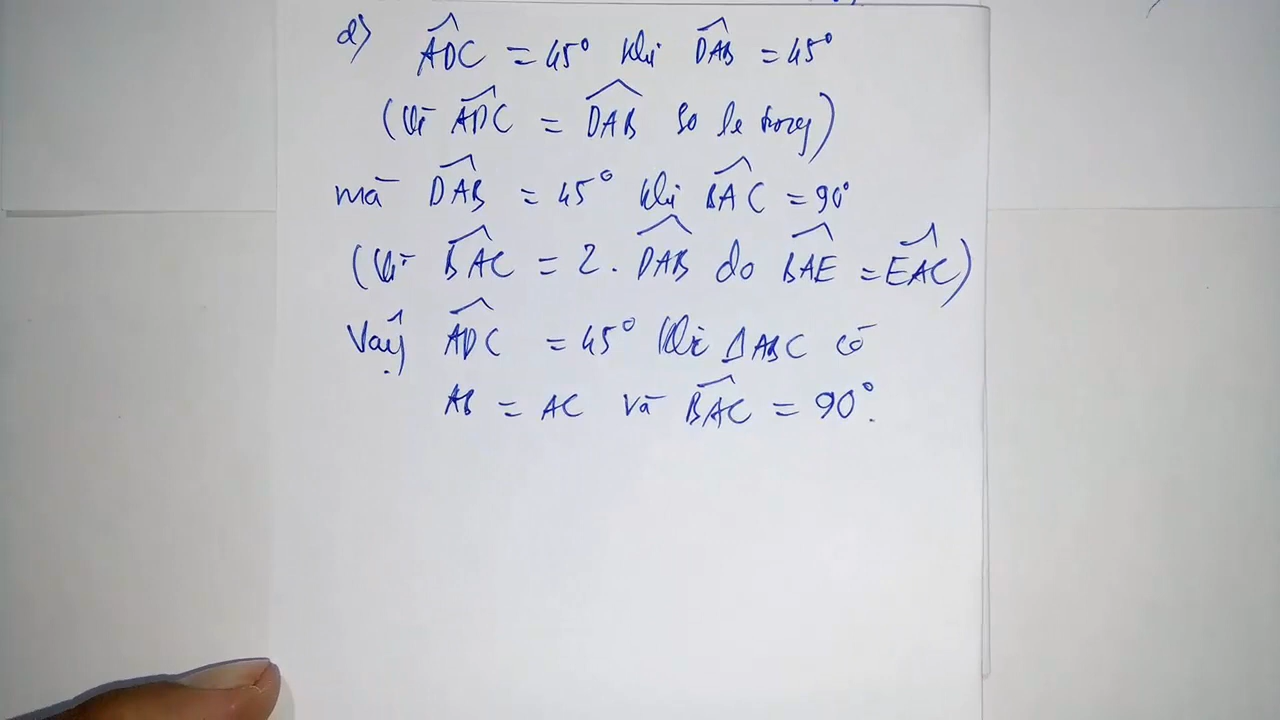 d) ADC = 45° khi DAB = 45°
(Vì ADC = DAB so le trong)
mà DAB = 45° khi BAC = 90°
(Vì BAC = 2. DAB do BAE = EAC)
Vậy ADC = 45° khi ΔABC có
AB = AC và BAC = 90°.